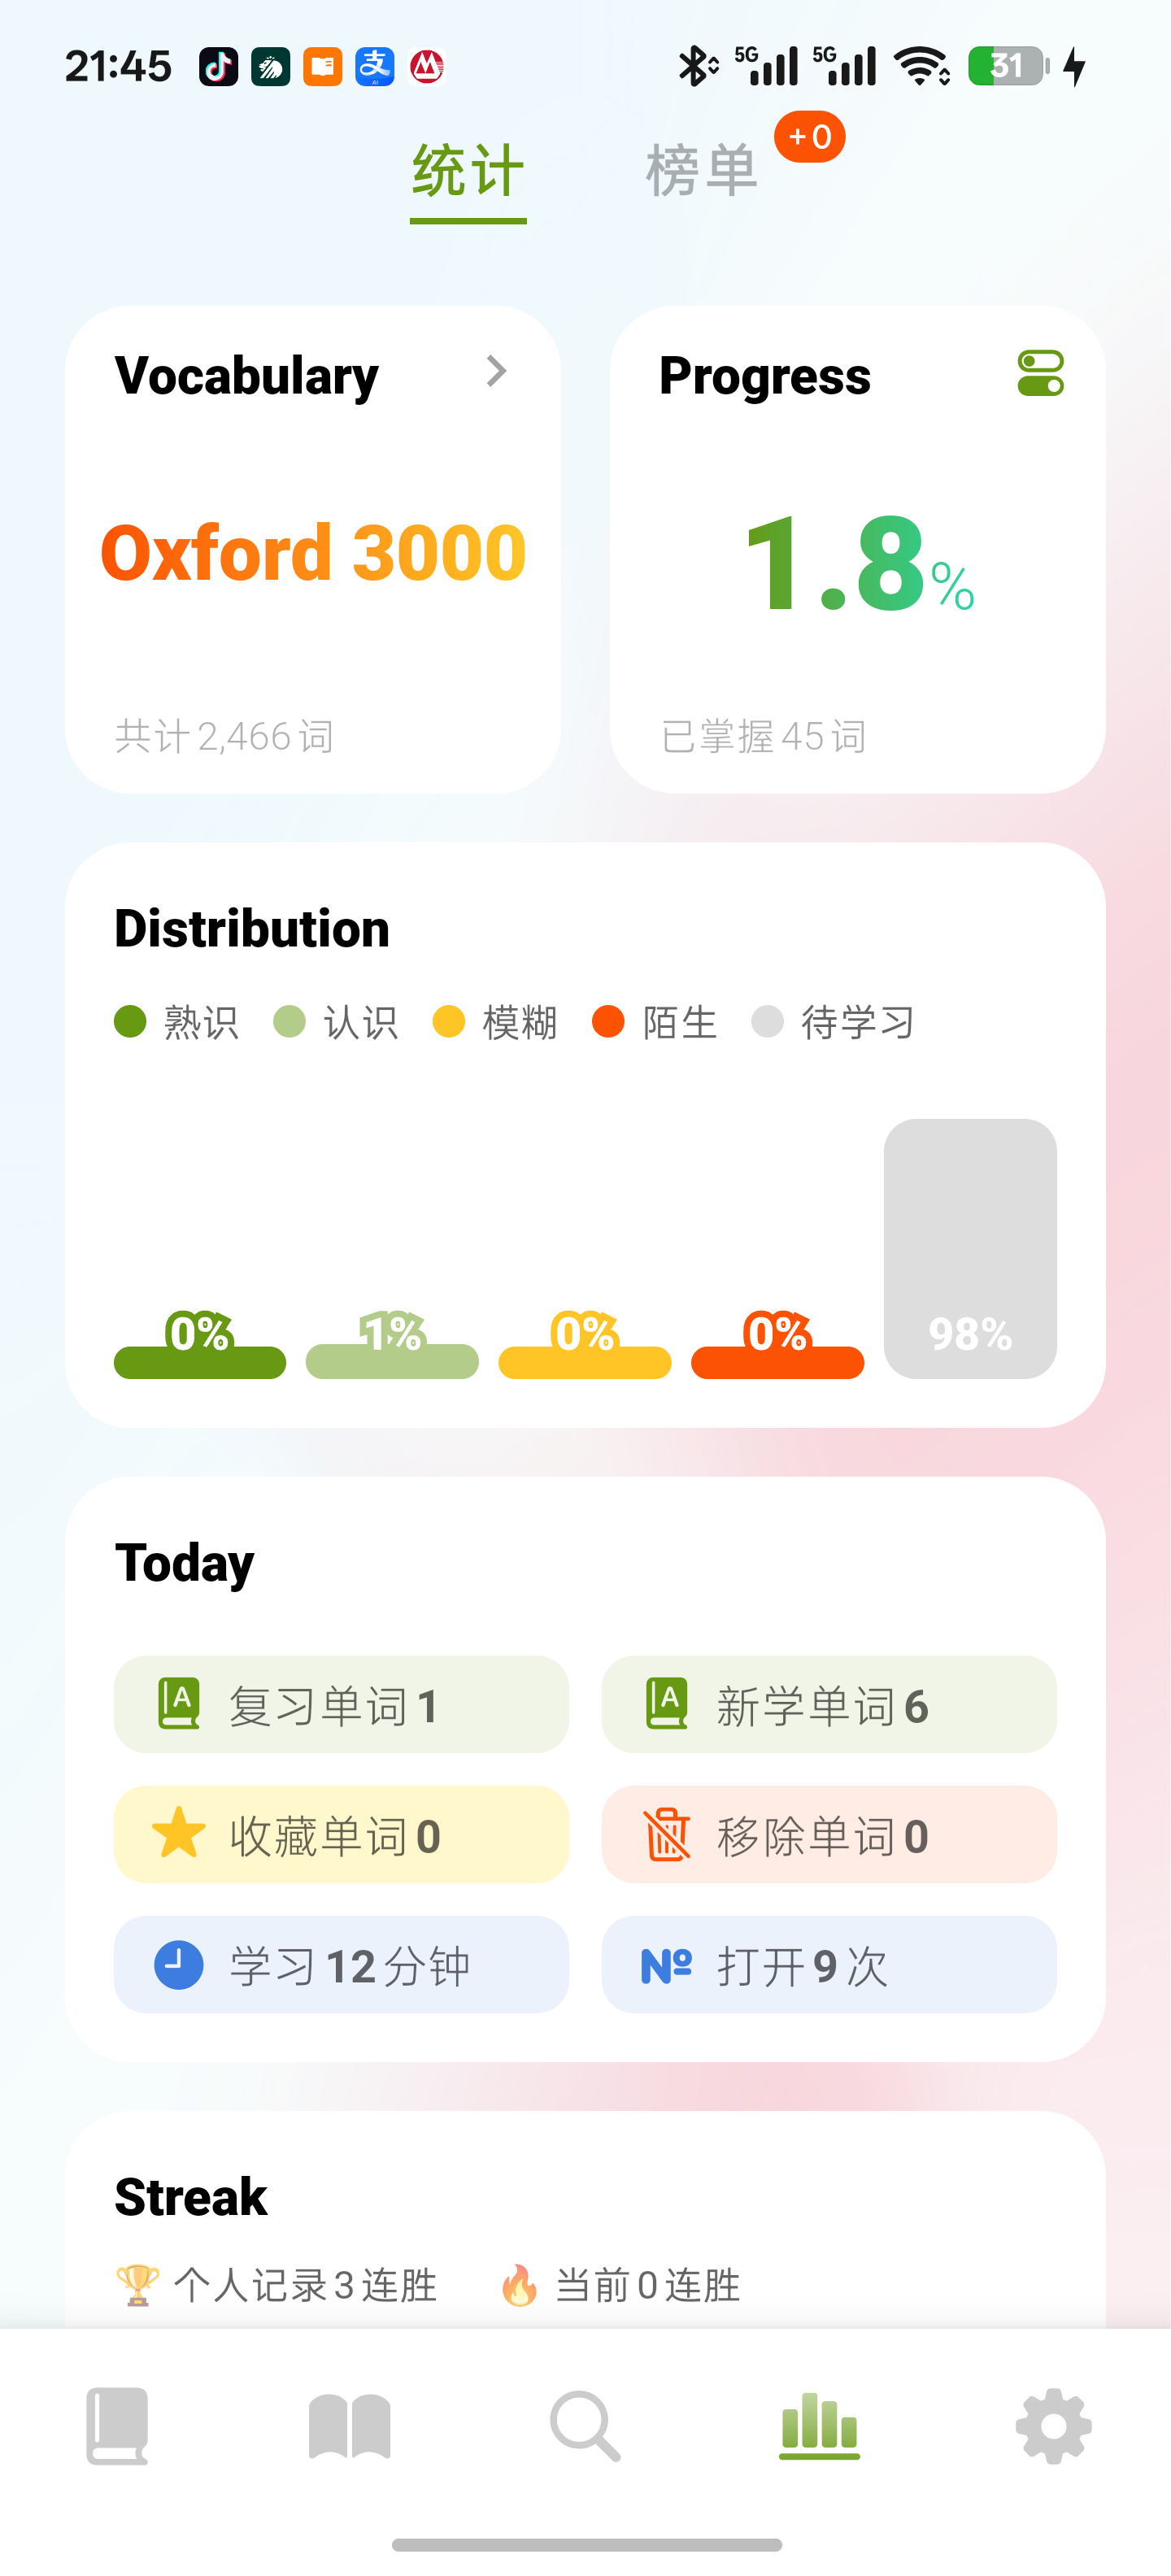 21:45 5G 5G 31
统计 榜单 +0
Vocabulary
Progress
Oxford 3000
1.8%
共计 2,466 词
已掌握 45 词
Distribution
熟识 认识 模糊 陌生 待学习
0% 1% 0% 0% 98%
Today
复习单词 1
新学单词 6
收藏单词 0
移除单词 0
学习 12 分钟
Nº 打开 9 次
Streak
🏆 个人记录 3 连胜 🔥 当前 0 连胜